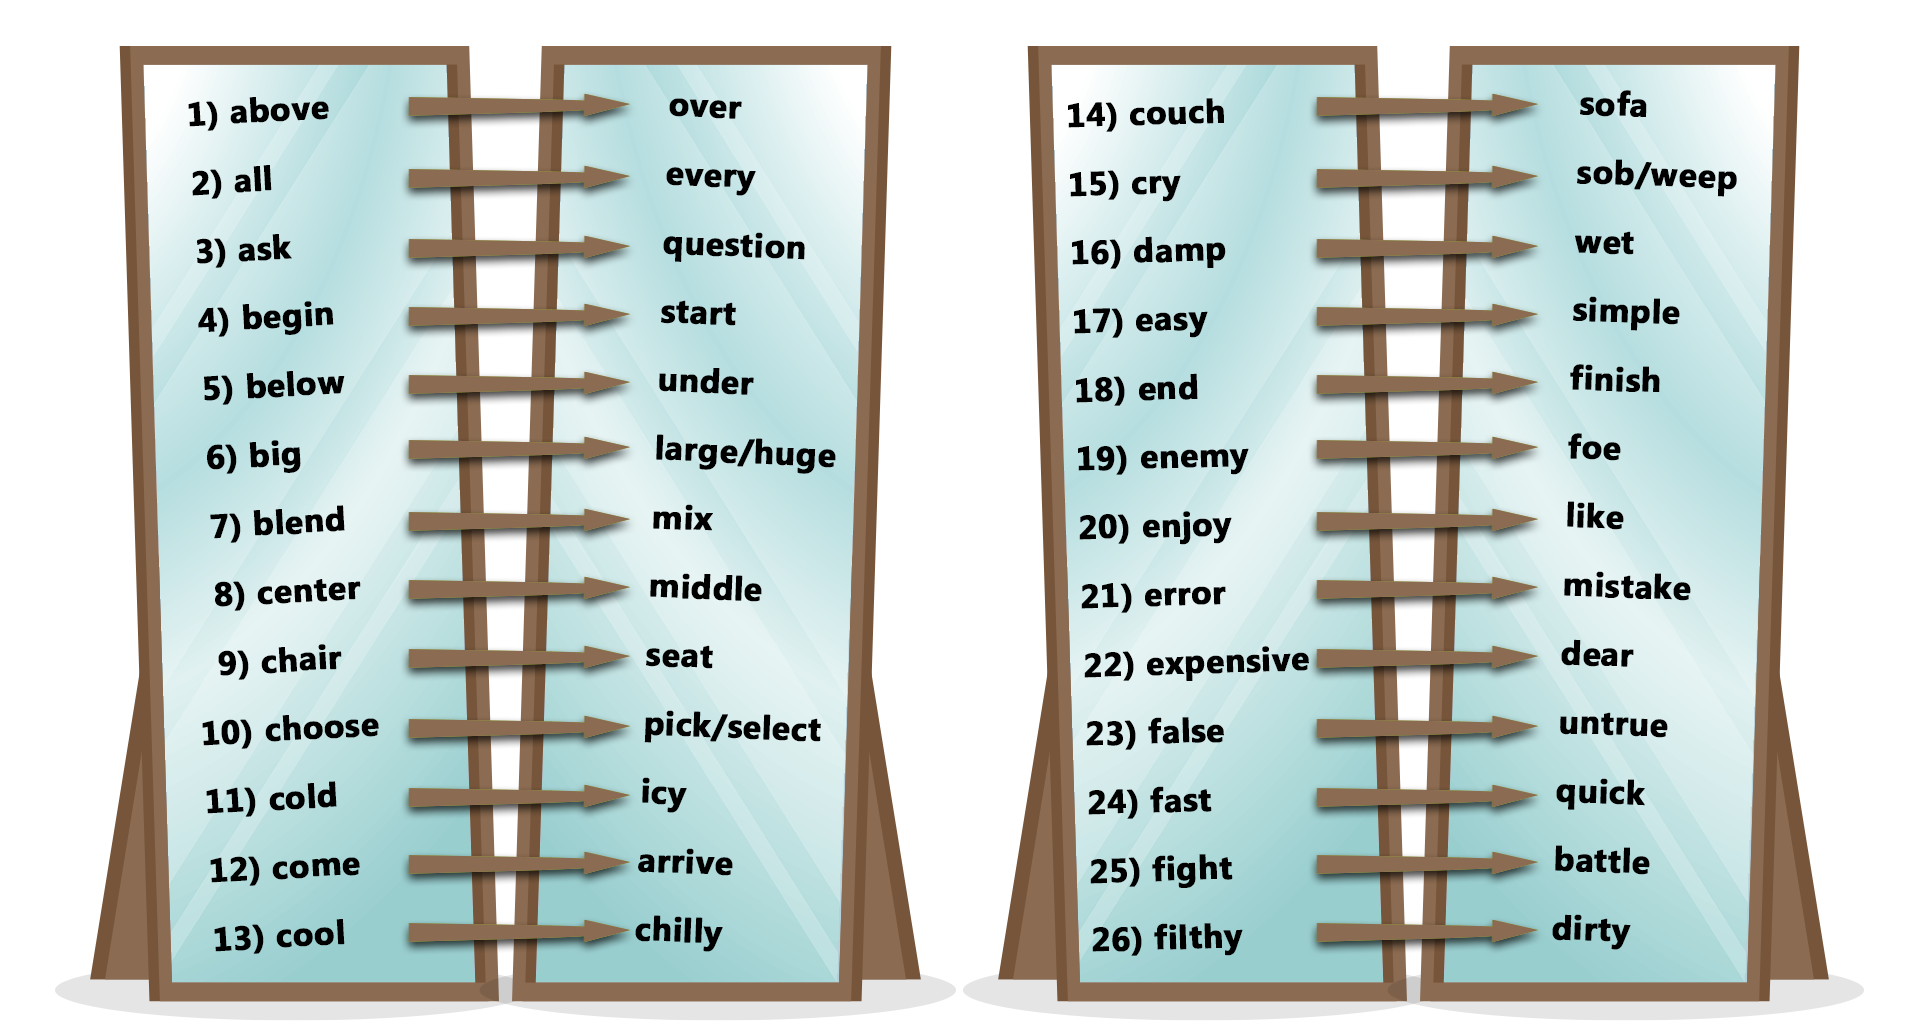 1) above over
2) all every
3) ask question
4) begin start
5) below under
6) big large/huge
7) blend mix
8) center middle
9) chair seat
10) choose pick/select
11) cold icy
12) come arrive
13) cool chilly
14) couch sofa
15) cry sob/weep
16) damp wet
17) easy simple
18) end finish
19) enemy foe
20) enjoy like
21) error mistake
22) expensive dear
23) false untrue
24) fast quick
25) fight battle
26) filthy dirty